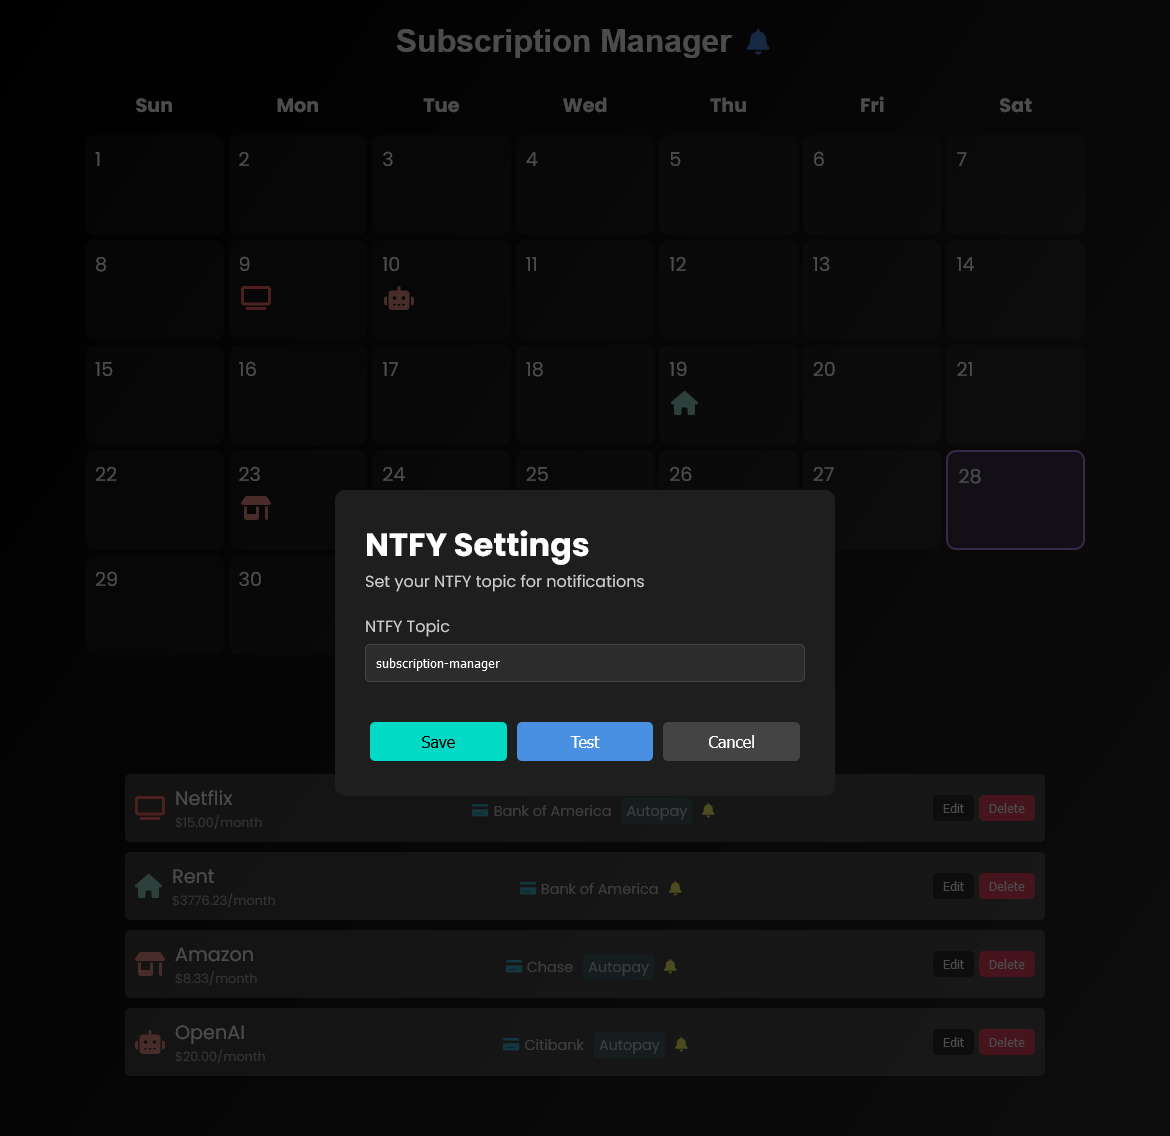 Subscription Manager
Sun Mon Tue Wed Thu Fri Sat
1 2 3 4 5 6 7
8 9 10 11 12 13 14
15 16 17 18 19 20 21
22 23 24 25 26 27 28
29 30
NTFY Settings
Set your NTFY topic for notifications
NTFY Topic
subscription-manager
Save Test Cancel
Netflix
$15.00/month
Bank of America Autopay
Edit Delete
Rent
$3776.23/month
Bank of America
Edit Delete
Amazon
$8.33/month
Chase Autopay
Edit Delete
OpenAI
$20.00/month
Citibank Autopay
Edit Delete